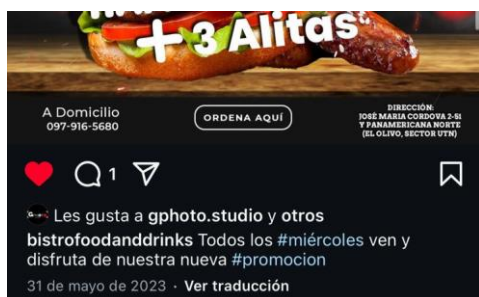 + 3 Alitas
A Domicilio
097-916-5680
ORDENA AQUÍ
DIRECCIÓN:
JOSÉ MARIA CORDOVA 2-51
Y PANAMERICANA NORTE
(EL OLIVO, SECTOR UTN)
1
Les gusta a gphoto.studio y otros
bistrofoodanddrinks Todos los #miércoles ven y
disfruta de nuestra nueva #promocion
31 de mayo de 2023 · Ver traducción